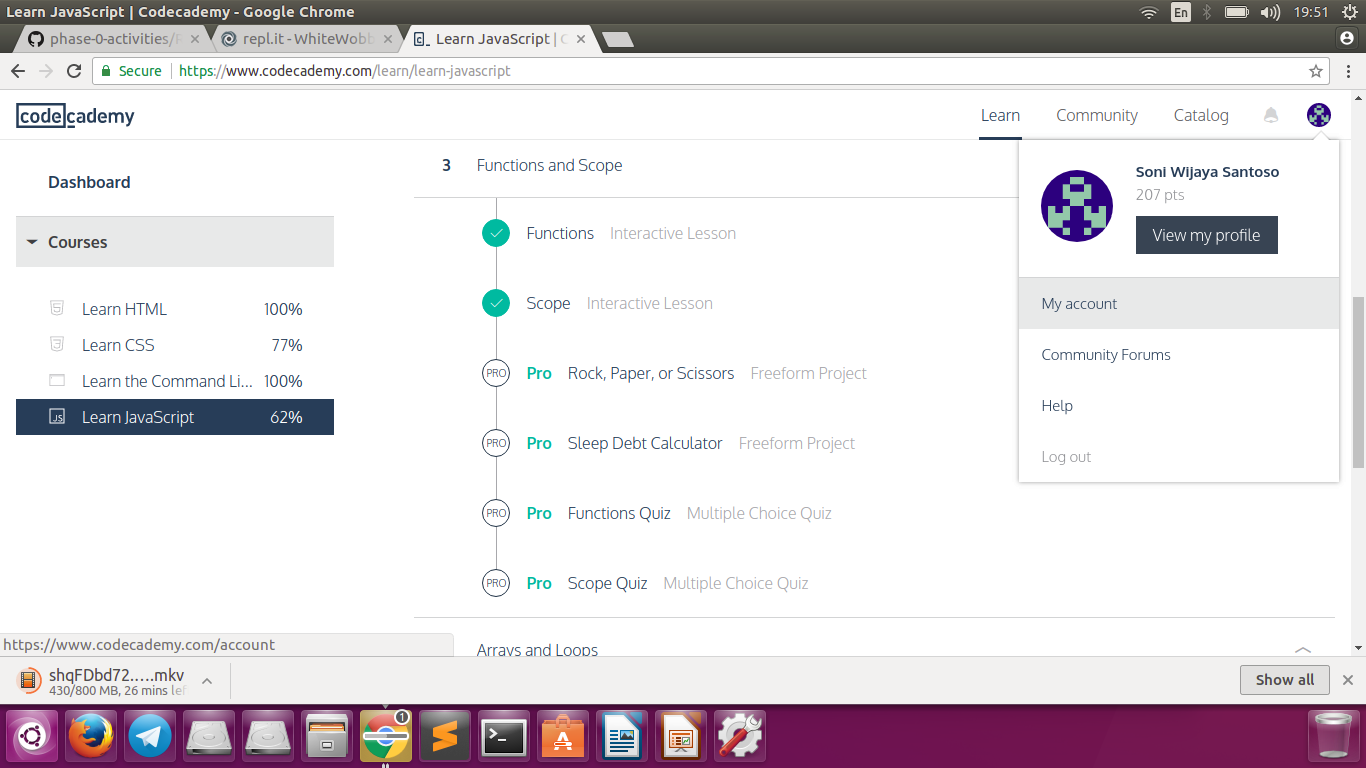 Learn JavaScript | Codecademy - Google Chrome
En
19:51
phase-0-activities/
repl.it - WhiteWobb
Learn JavaScript |
Secure
https://www.codecademy.com/learn/learn-javascript
codecademy
Learn
Community
Catalog
Dashboard
Courses
Learn HTML 100%
Learn CSS 77%
Learn the Command Li... 100%
JS Learn JavaScript 62%
3 Functions and Scope
Functions Interactive Lesson
Scope Interactive Lesson
PRO Pro Rock, Paper, or Scissors Freeform Project
PRO Pro Sleep Debt Calculator Freeform Project
PRO Pro Functions Quiz Multiple Choice Quiz
PRO Pro Scope Quiz Multiple Choice Quiz
Arrays and Loops
Soni Wijaya Santoso
207 pts
View my profile
My account
Community Forums
Help
Log out
https://www.codecademy.com/account
shqFDbd72.….mkv
430/800 MB, 26 mins
Show all
1